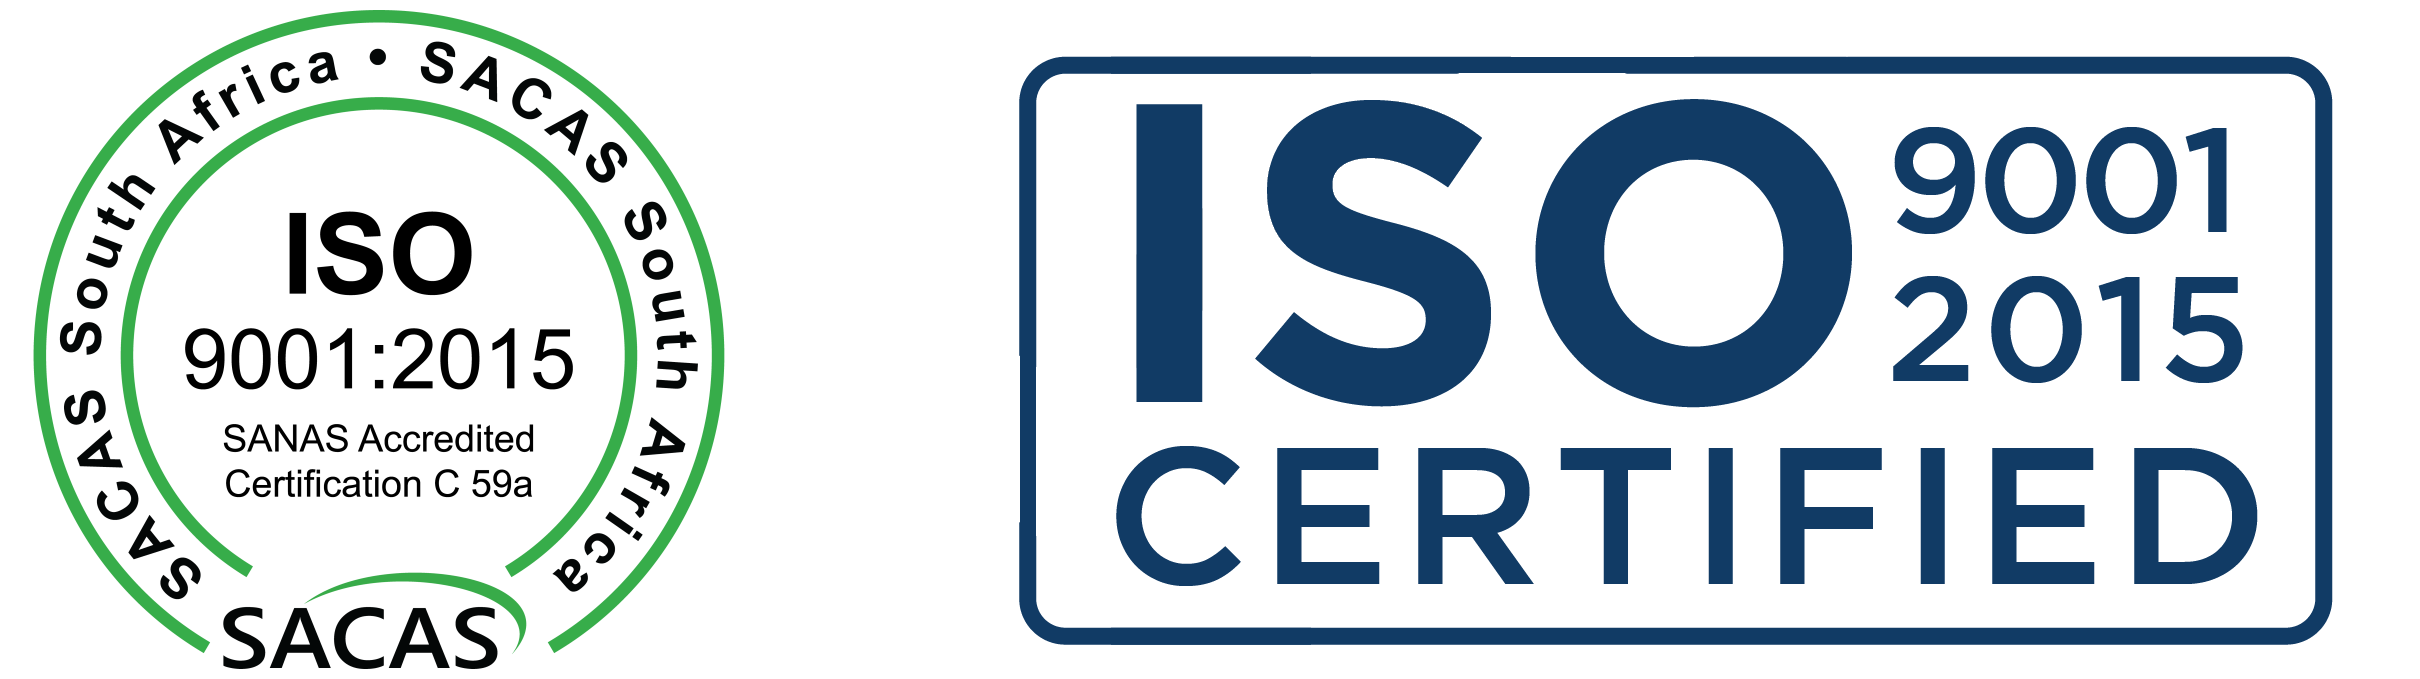 SACAS South Africa • SACAS South Africa
ISO
9001:2015
SANAS Accredited
Certification C 59a
SACAS
ISO
9001
2015
CERTIFIED